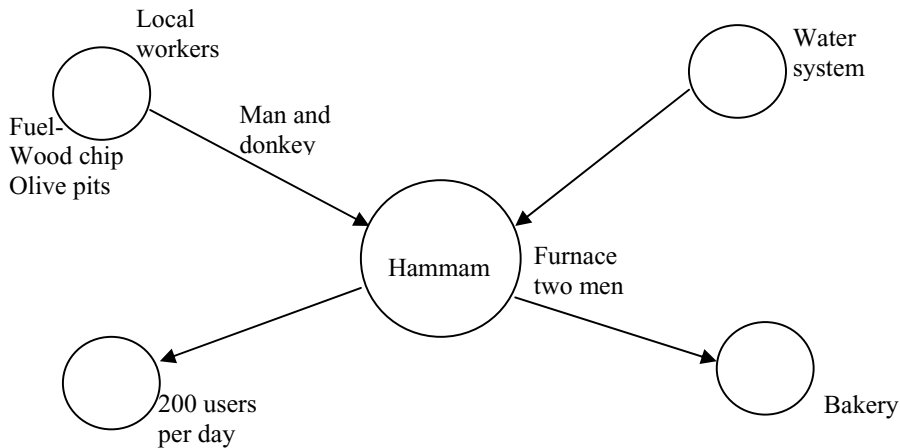 Local
workers
Water
system
Man and
donkey
Fuel-
Wood chip
Olive pits
Hammam
Furnace
two men
200 users
per day
Bakery